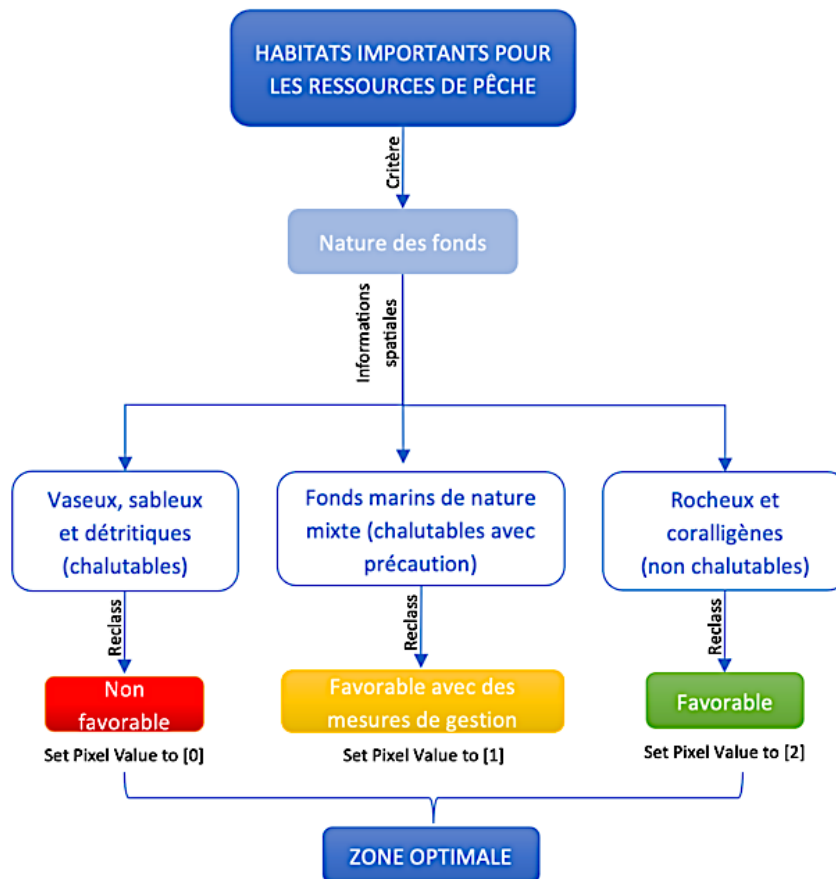 HABITATS IMPORTANTS POUR
LES RESSOURCES DE PÊCHE
Critère
Nature des fonds
Informations
spatiales
Vaseux, sableux
et détritiques
(chalutables)
Fonds marins de nature
mixte (chalutables avec
précaution)
Rocheux et
coralligènes
(non chalutables)
Reclass
Reclass
Reclass
Non
favorable
Favorable avec des
mesures de gestion
Favorable
Set Pixel Value to [0]
Set Pixel Value to [1]
Set Pixel Value to [2]
ZONE OPTIMALE